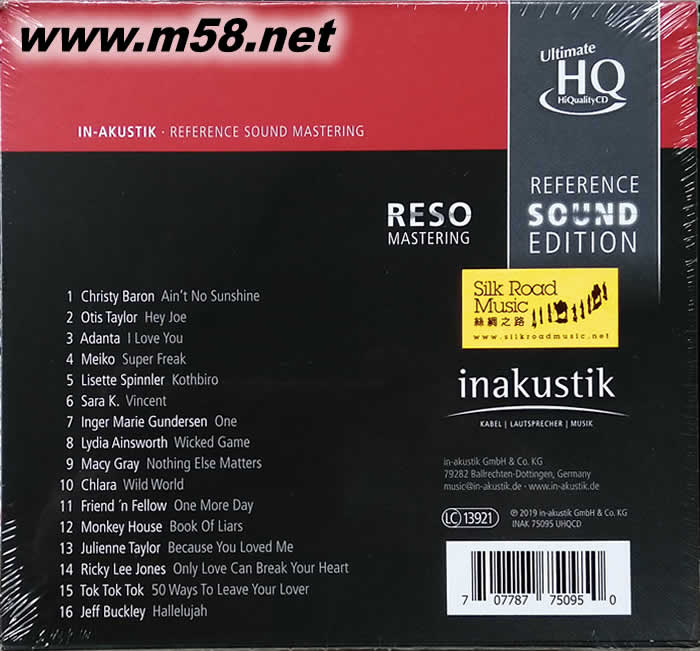 www.m58.net
Ultimate
HQ
HiQualityCD
IN-AKUSTIK · REFERENCE SOUND MASTERING
RESO
MASTERING
REFERENCE
SOUND
EDITION
1 Christy Baron Ain't No Sunshine
2 Otis Taylor Hey Joe
3 Adanta I Love You
4 Meiko Super Freak
5 Lisette Spinnler Kothbiro
6 Sara K. Vincent
7 Inger Marie Gundersen One
8 Lydia Ainsworth Wicked Game
9 Macy Gray Nothing Else Matters
10 Chlara Wild World
11 Friend ´n Fellow One More Day
12 Monkey House Book Of Liars
13 Julienne Taylor Because You Loved Me
14 Rickie Lee Jones Only Love Can Break Your Heart
15 Tok Tok Tok 50 Ways To Leave Your Lover
16 Jeff Buckley Hallelujah
Silk Road
Music
絲綢之路
www.silkroadmusic.net
inakustik
KABEL | LAUTSPRECHER | MUSIK
in-akustik GmbH & Co. KG
79282 Ballrechten-Dottingen, Germany
music@in-akustik.de · www.in-akustik.de
LC 13921
℗ 2019 in-akustik GmbH & Co. KG
INAK 75095 UHQCD
7 07787 75095 0